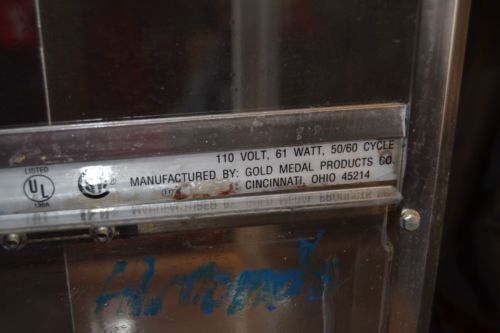 110 VOLT, 61 WATT, 50/60 CYCLE
MANUFACTURED BY: GOLD MEDAL PRODUCTS CO.
CINCINNATI, OHIO 45214
LISTED
UL